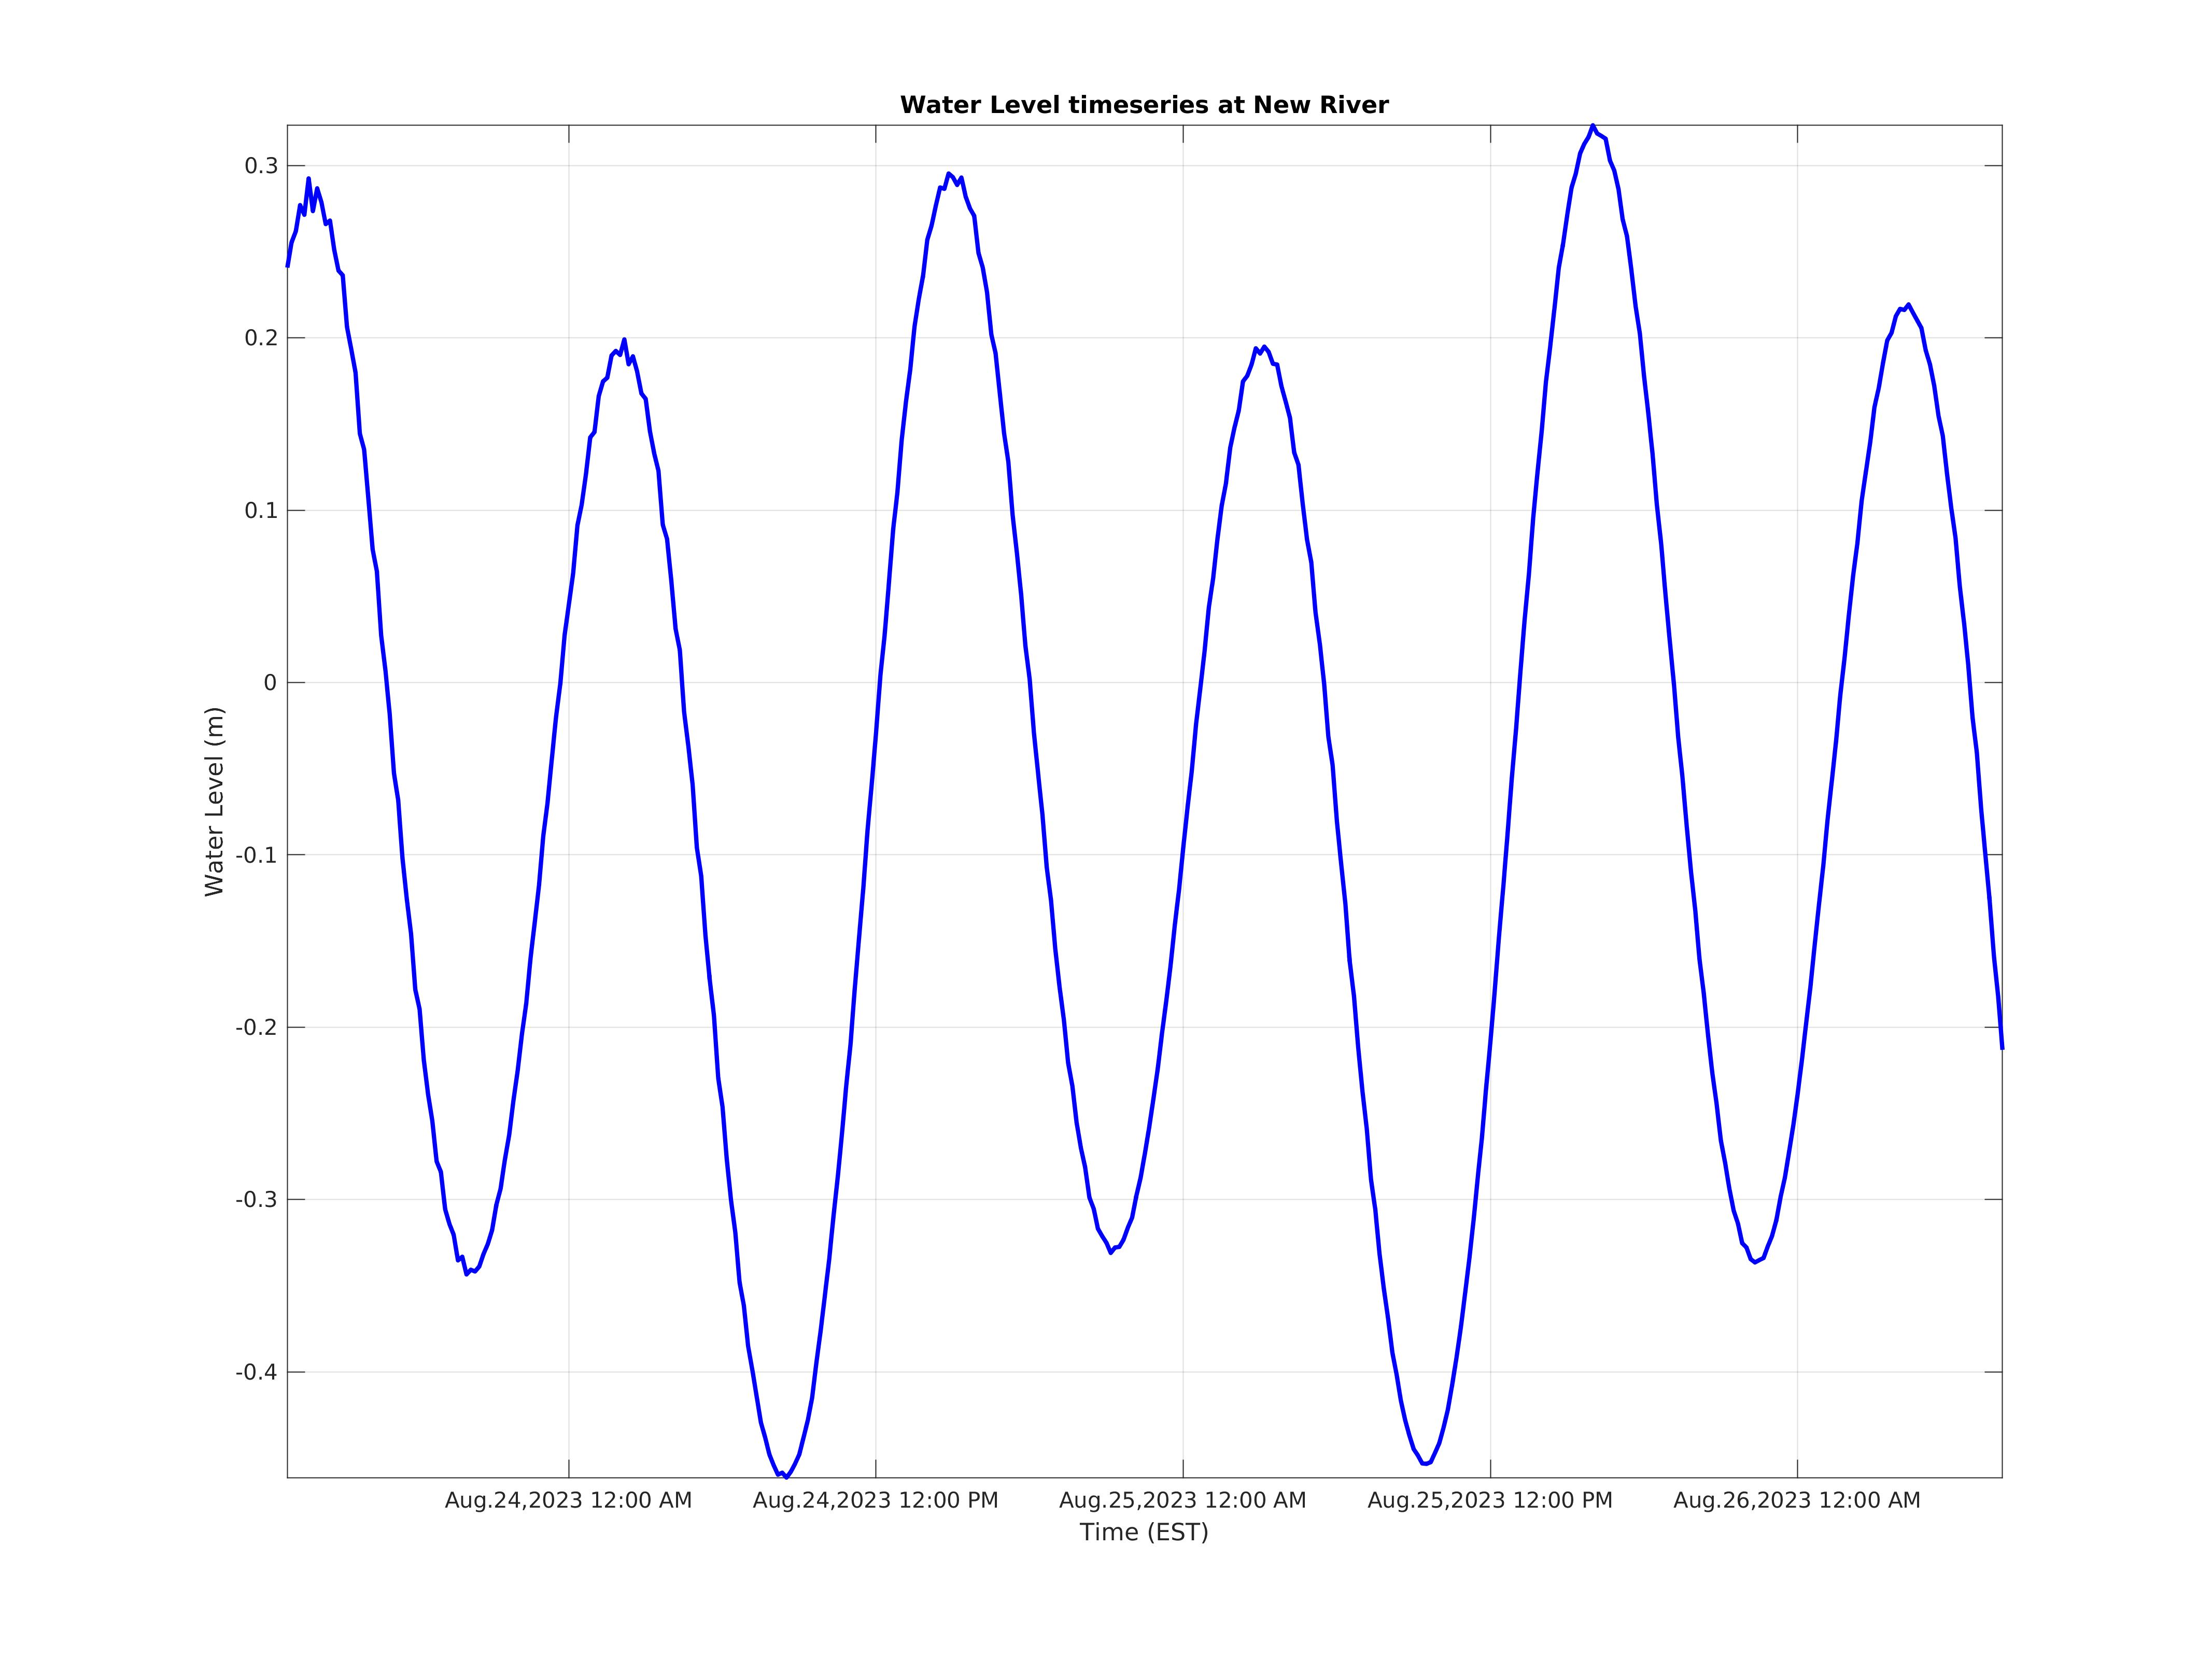 Water Level timeseries at New River
0.3
0.2
0.1
0
-0.1
-0.2
-0.3
-0.4
Water Level (m)
Aug.24,2023 12:00 AM
Aug.24,2023 12:00 PM
Aug.25,2023 12:00 AM
Aug.25,2023 12:00 PM
Aug.26,2023 12:00 AM
Time (EST)